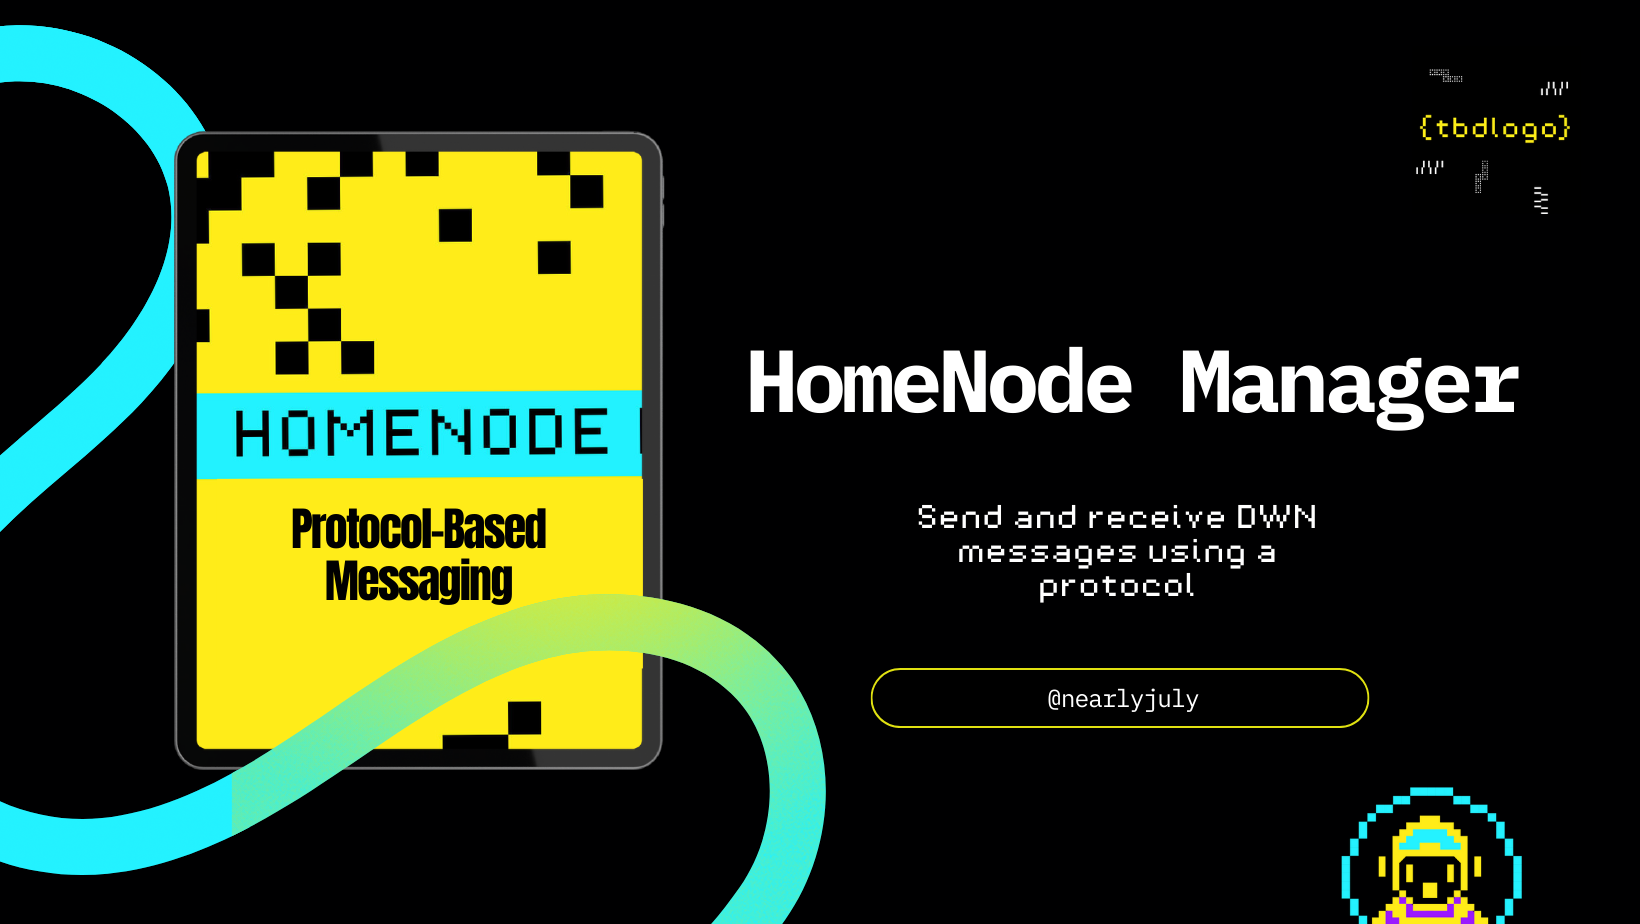 {tbdlogo}
HOMENODE
Protocol-Based
Messaging
HomeNode Manager
Send and receive DWN
messages using a
protocol
@nearlyjuly